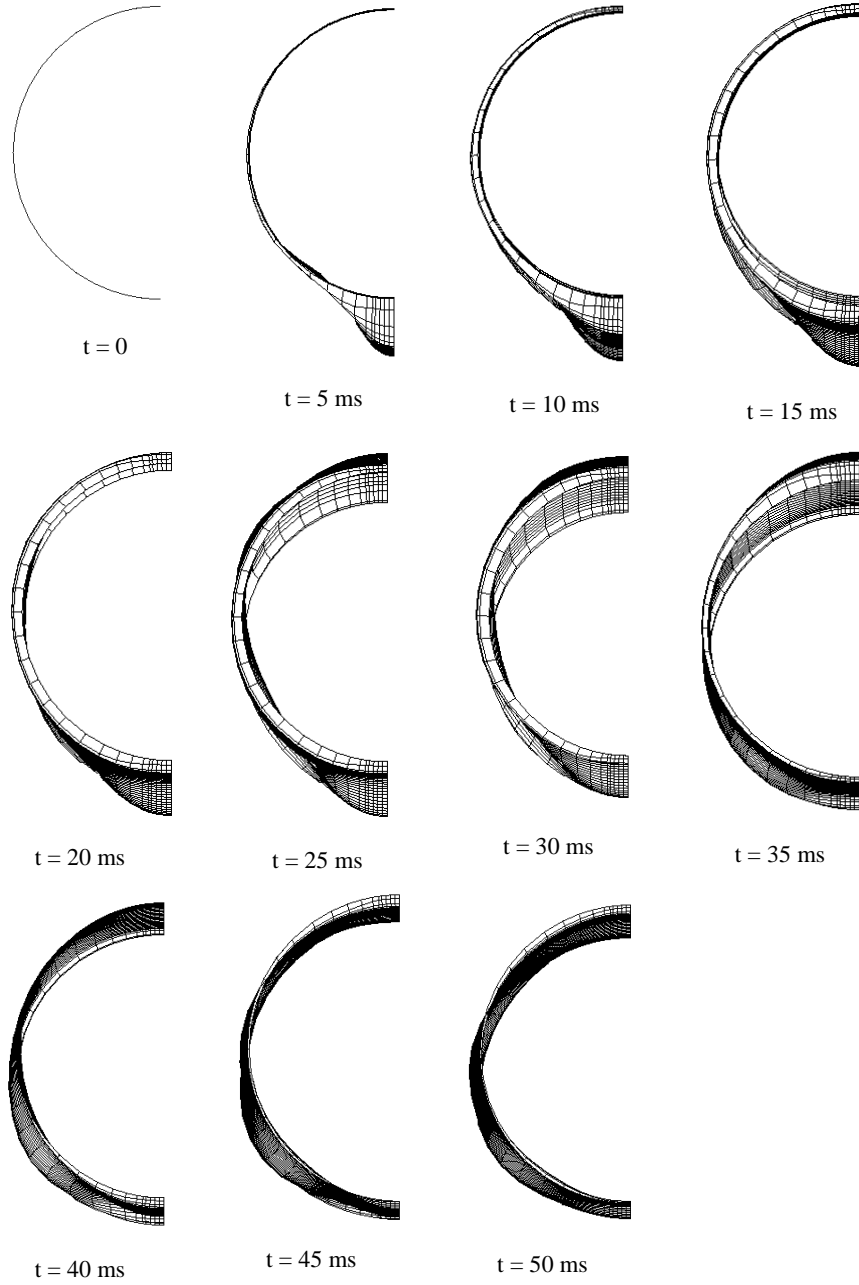 t = 0
t = 5 ms
t = 10 ms
t = 15 ms
t = 20 ms
t = 25 ms
t = 30 ms
t = 35 ms
t = 40 ms
t = 45 ms
t = 50 ms